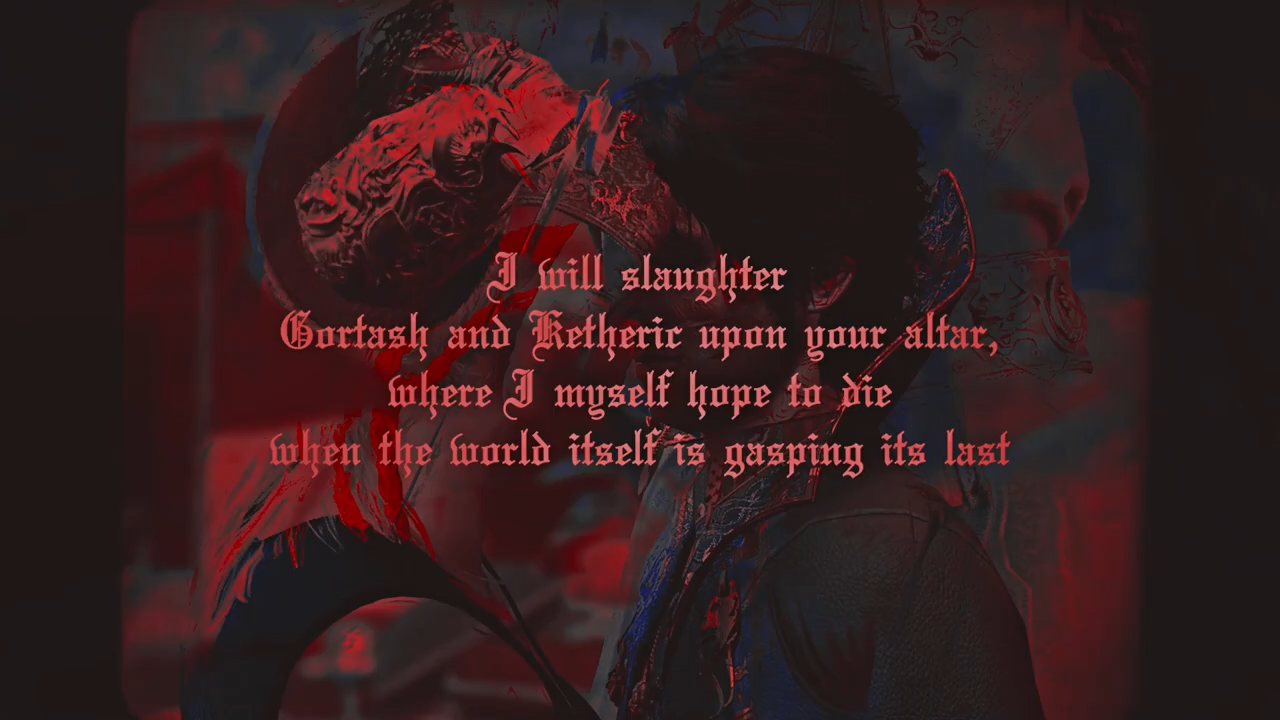 I will slaughter
Gortash and Ketheric upon your altar,
where I myself hope to die
when the world itself is gasping its last